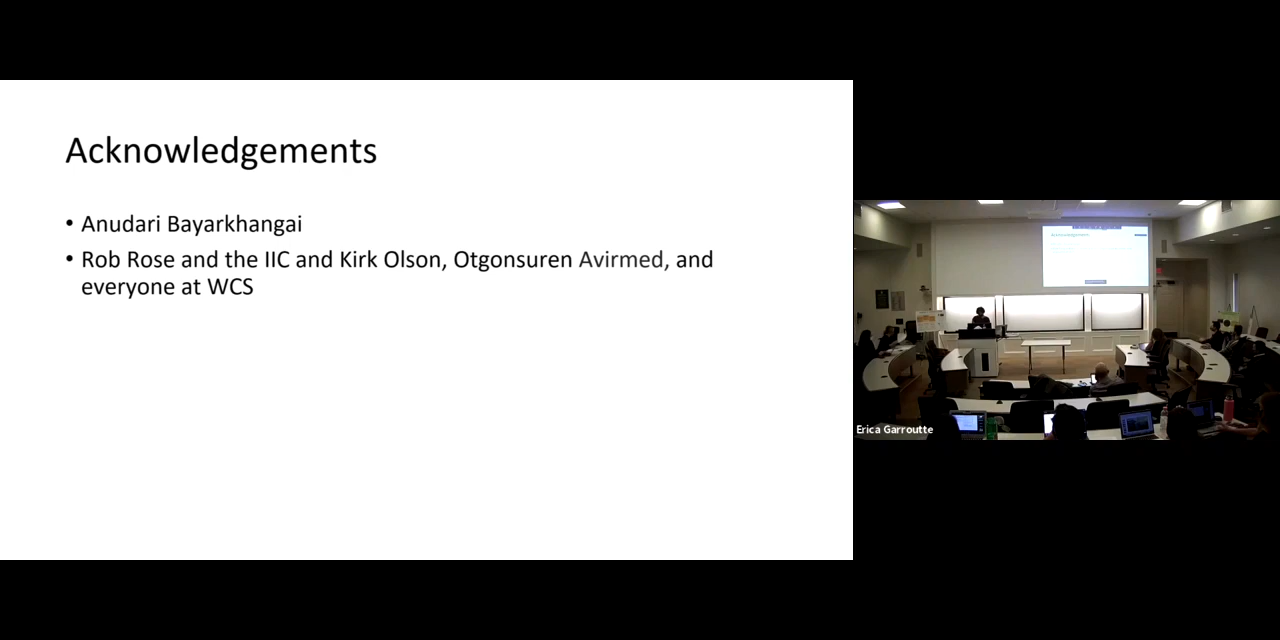 Acknowledgements
• Anudari Bayarkhangai
• Rob Rose and the IIC and Kirk Olson, Otgonsuren Avirmed, and
everyone at WCS
Erica Garroutte